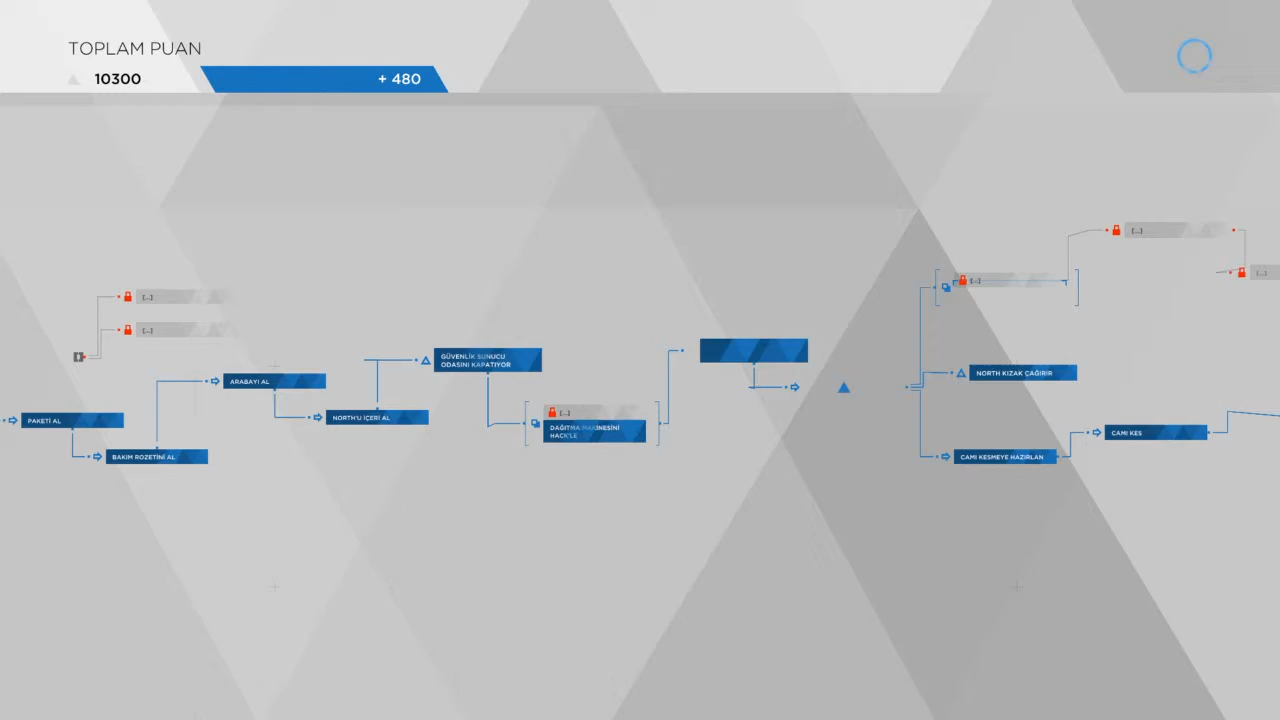 TOPLAM PUAN
10300
+ 480
[...]
[...]
[...]
[...]
[...]
GÜVENLİK SUNUCU
ODASINI KAPATIYOR
NORTH KIZAK ÇAĞIRIR
ARABAYI AL
[...]
NORTH'U İÇERİ AL
PAKETİ AL
DAĞITMA MAKİNESİNİ
HACK'LE
CAMI KES
BAKIM ROZETİNİ AL
CAMI KESMEYE HAZIRLAN